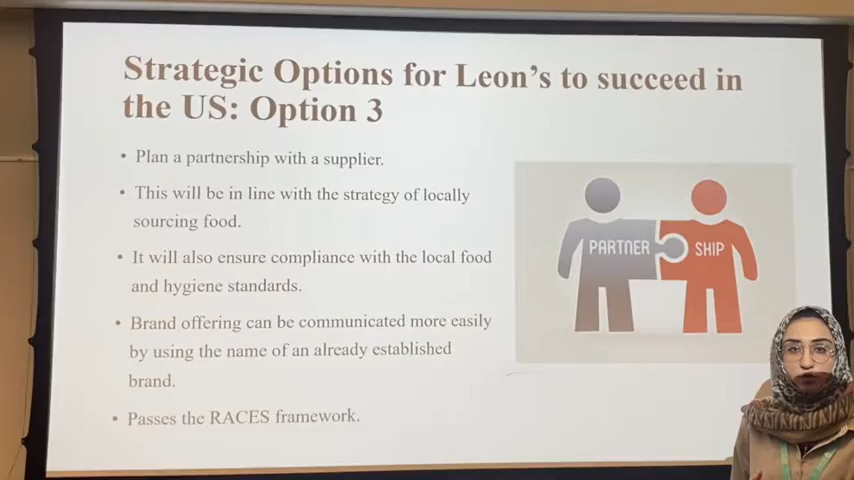 Strategic Options for Leon's to succeed in
the US: Option 3
• Plan a partnership with a supplier.
• This will be in line with the strategy of locally
sourcing food.
• It will also ensure compliance with the local food
and hygiene standards.
• Brand offering can be communicated more easily
by using the name of an already established
brand.
• Passes the RACES framework.
PARTNER SHIP